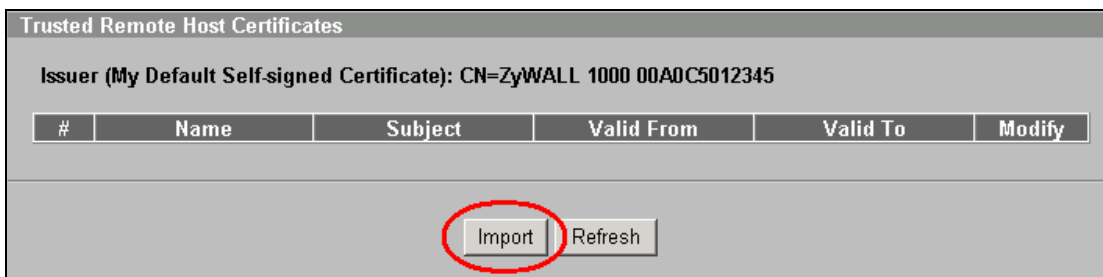 Trusted Remote Host Certificates
Issuer (My Default Self-signed Certificate): CN=ZyWALL 1000 00A0C5012345
# Name Subject Valid From Valid To Modify
Import Refresh